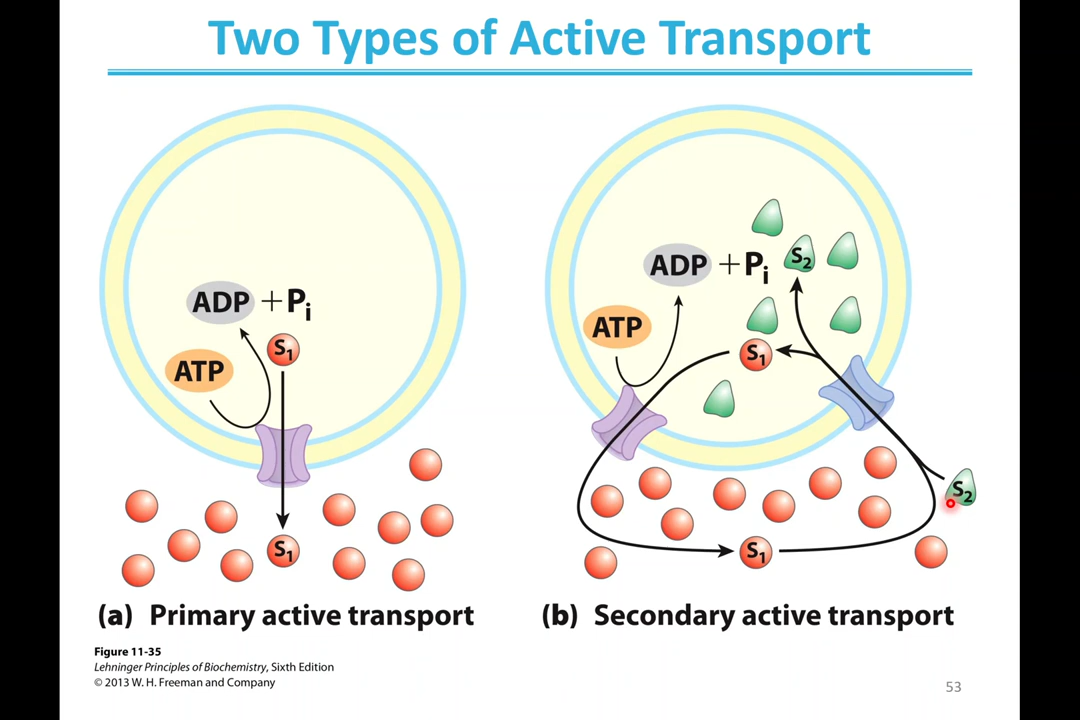 Two Types of Active Transport
ADP + Pi
S1
ATP
S1
(a) Primary active transport
ADP + Pi
S2
ATP
S1
S2
S1
(b) Secondary active transport
Figure 11-35
Lehninger Principles of Biochemistry, Sixth Edition
© 2013 W. H. Freeman and Company
53